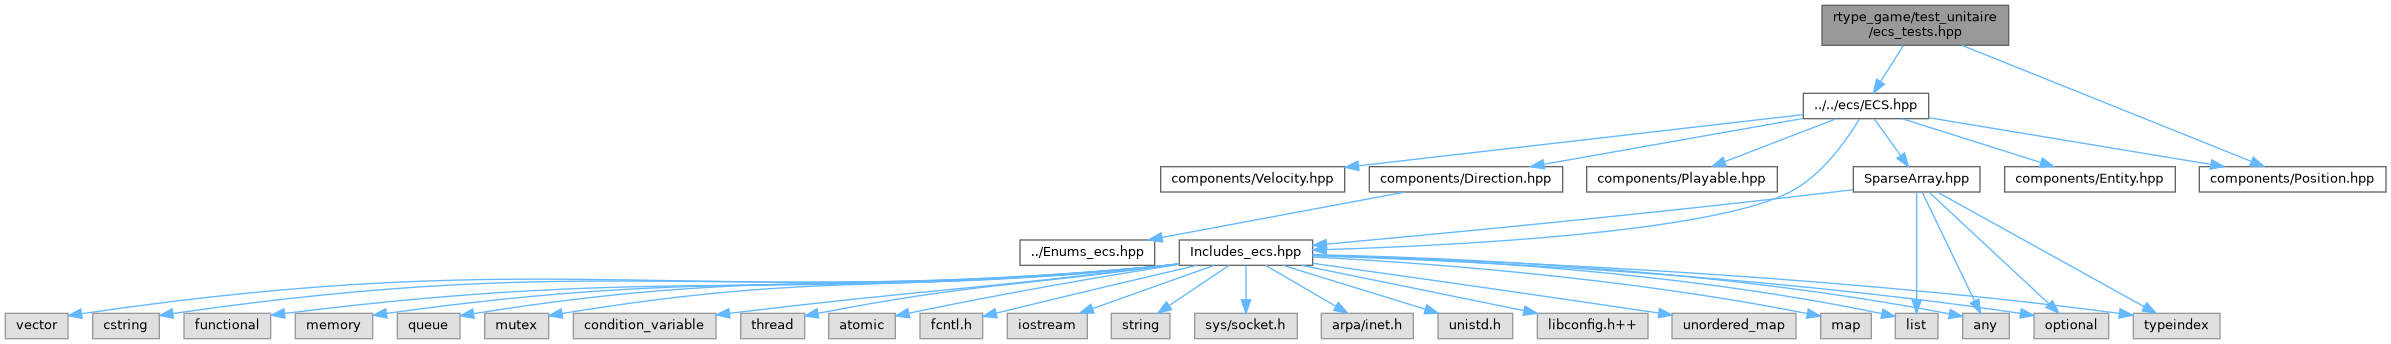 rtype_game/test_unitaire
/ecs_tests.hpp
../../ecs/ECS.hpp
components/Velocity.hpp
components/Direction.hpp
components/Playable.hpp
SparseArray.hpp
components/Entity.hpp
components/Position.hpp
../Enums_ecs.hpp
Includes_ecs.hpp
vector
cstring
functional
memory
queue
mutex
condition_variable
thread
atomic
fcntl.h
iostream
string
sys/socket.h
arpa/inet.h
unistd.h
libconfig.h++
unordered_map
map
list
any
optional
typeindex